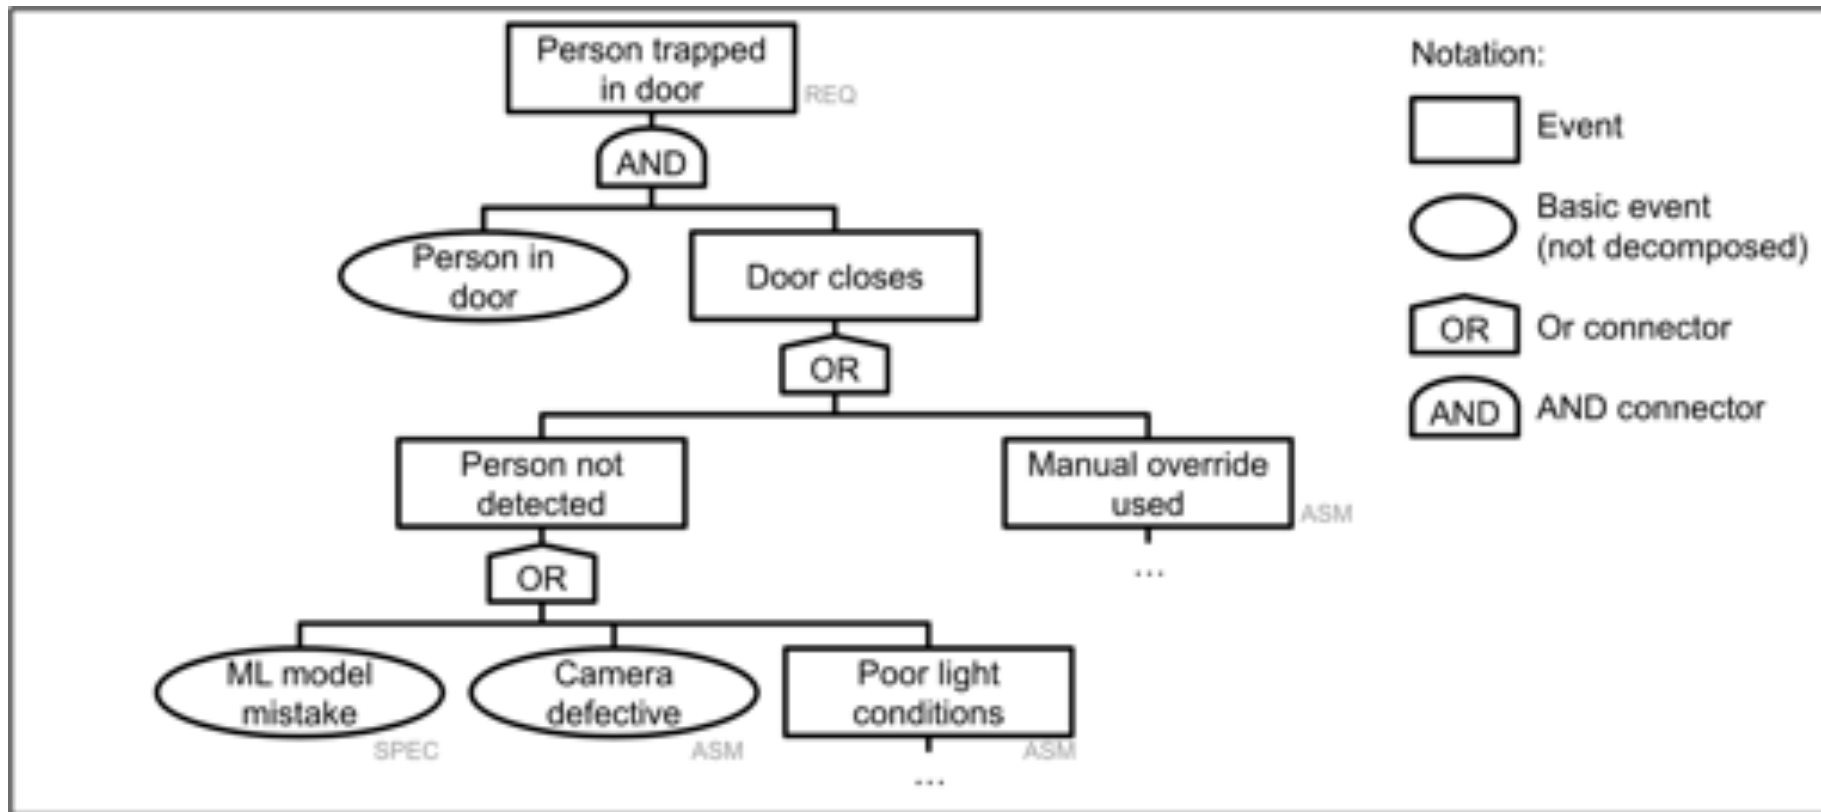 Person trapped
in door
REQ
AND
Person in
door
Door closes
OR
Person not
detected
Manual override
used
ASM
...
OR
ML model
mistake
SPEC
Camera
defective
ASM
Poor light
conditions
ASM
...
Notation:
Event
Basic event
(not decomposed)
OR
Or connector
AND
AND connector